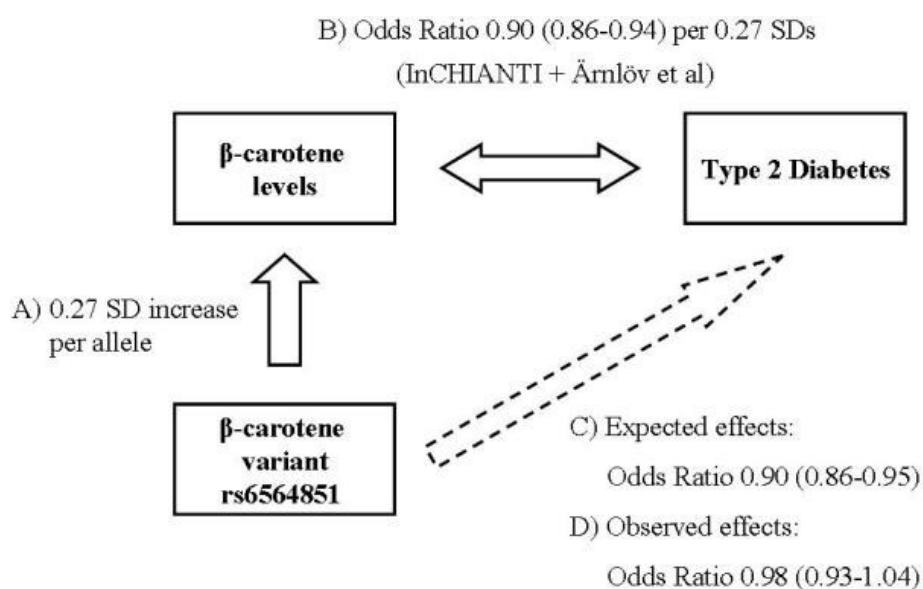 B) Odds Ratio 0.90 (0.86-0.94) per 0.27 SDs
(InCHIANTI + Ärnlöv et al)
β-carotene
levels
Type 2 Diabetes
A) 0.27 SD increase
per allele
β-carotene
variant
rs6564851
C) Expected effects:
Odds Ratio 0.90 (0.86-0.95)
D) Observed effects:
Odds Ratio 0.98 (0.93-1.04)